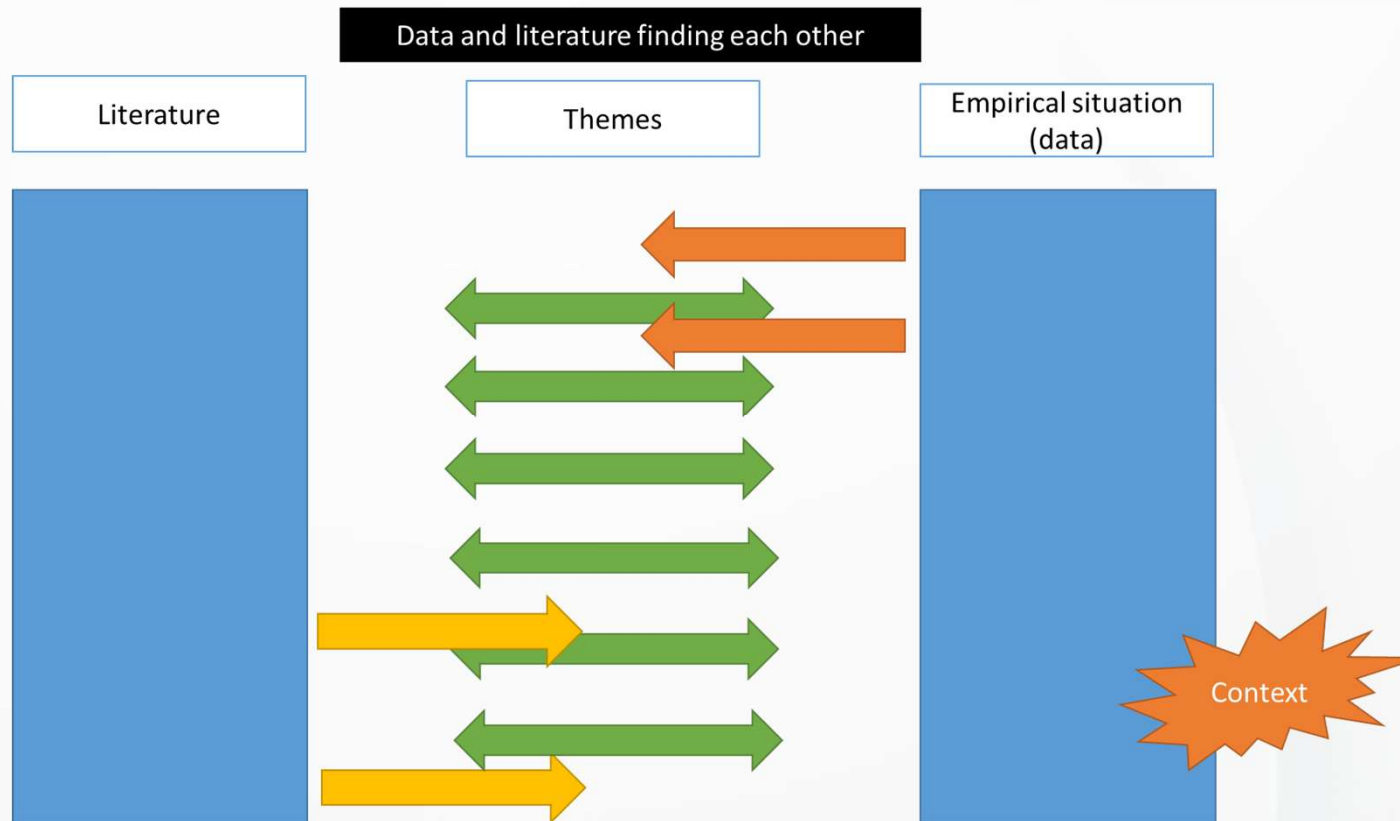 Data and literature finding each other
Literature
Themes
Empirical situation
(data)
Context